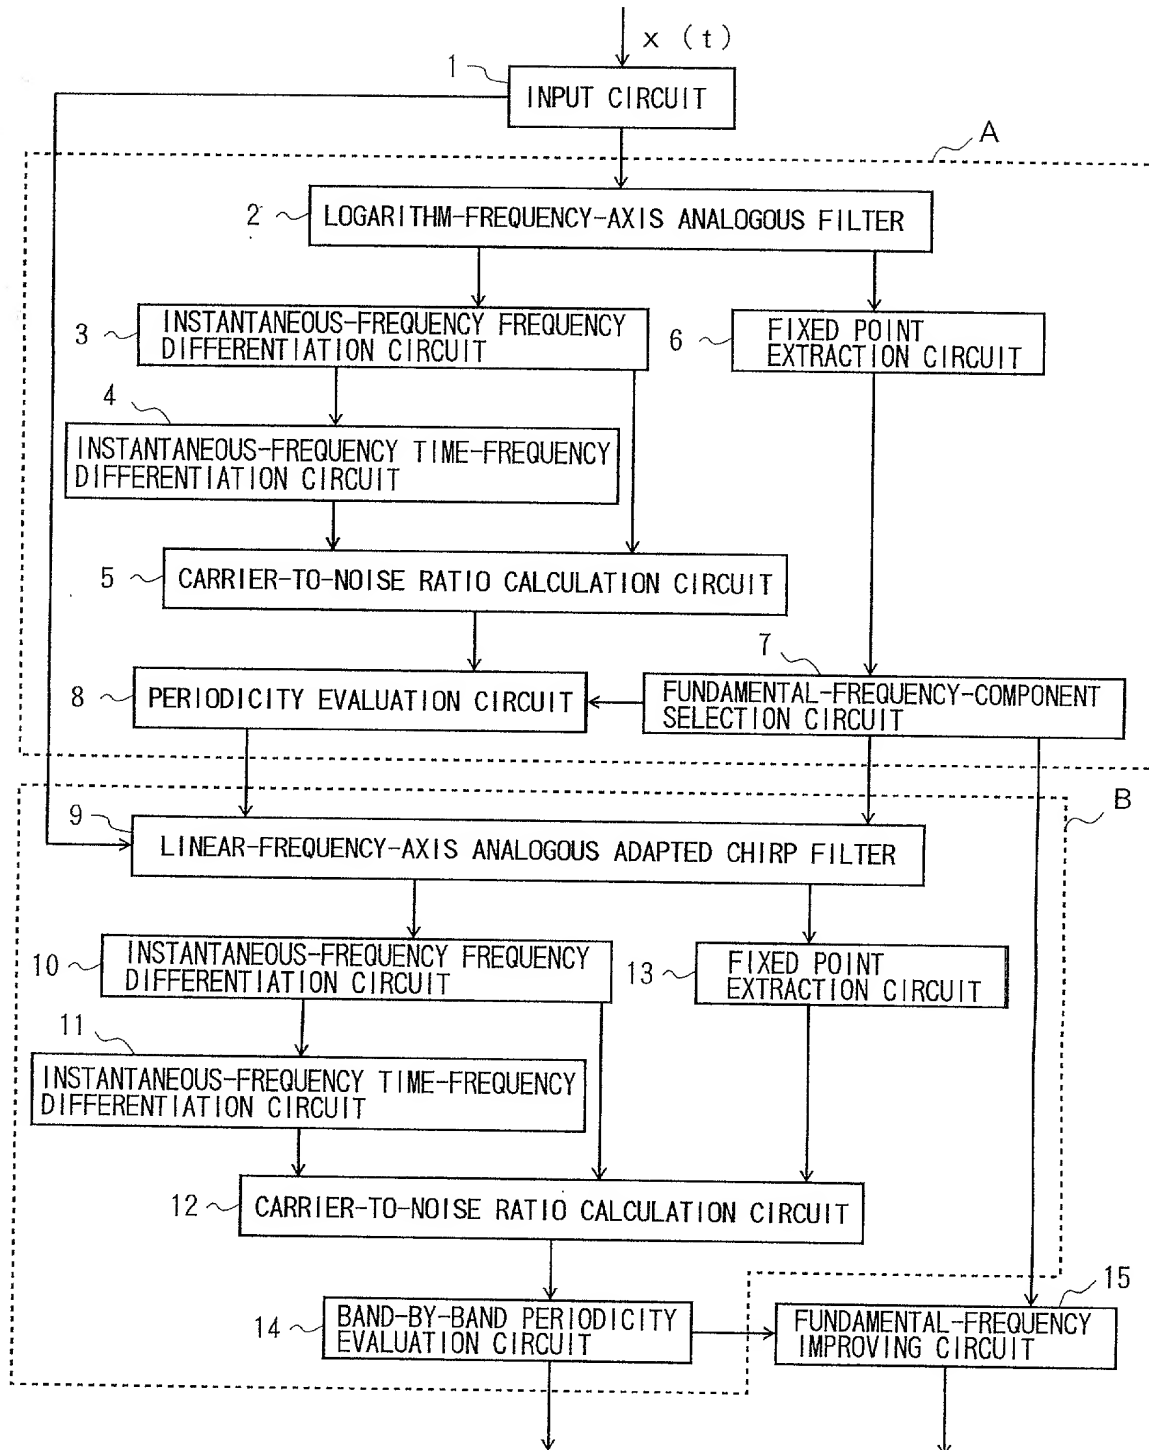 x (t)
1
INPUT CIRCUIT
A
2
LOGARITHM-FREQUENCY-AXIS ANALOGOUS FILTER
3
INSTANTANEOUS-FREQUENCY FREQUENCY
DIFFERENTIATION CIRCUIT
6
FIXED POINT
EXTRACTION CIRCUIT
4
INSTANTANEOUS-FREQUENCY TIME-FREQUENCY
DIFFERENTIATION CIRCUIT
5
CARRIER-TO-NOISE RATIO CALCULATION CIRCUIT
7
8
PERIODICITY EVALUATION CIRCUIT
FUNDAMENTAL-FREQUENCY-COMPONENT
SELECTION CIRCUIT
B
9
LINEAR-FREQUENCY-AXIS ANALOGOUS ADAPTED CHIRP FILTER
10
INSTANTANEOUS-FREQUENCY FREQUENCY
DIFFERENTIATION CIRCUIT
13
FIXED POINT
EXTRACTION CIRCUIT
11
INSTANTANEOUS-FREQUENCY TIME-FREQUENCY
DIFFERENTIATION CIRCUIT
12
CARRIER-TO-NOISE RATIO CALCULATION CIRCUIT
15
14
BAND-BY-BAND PERIODICITY
EVALUATION CIRCUIT
FUNDAMENTAL-FREQUENCY
IMPROVING CIRCUIT